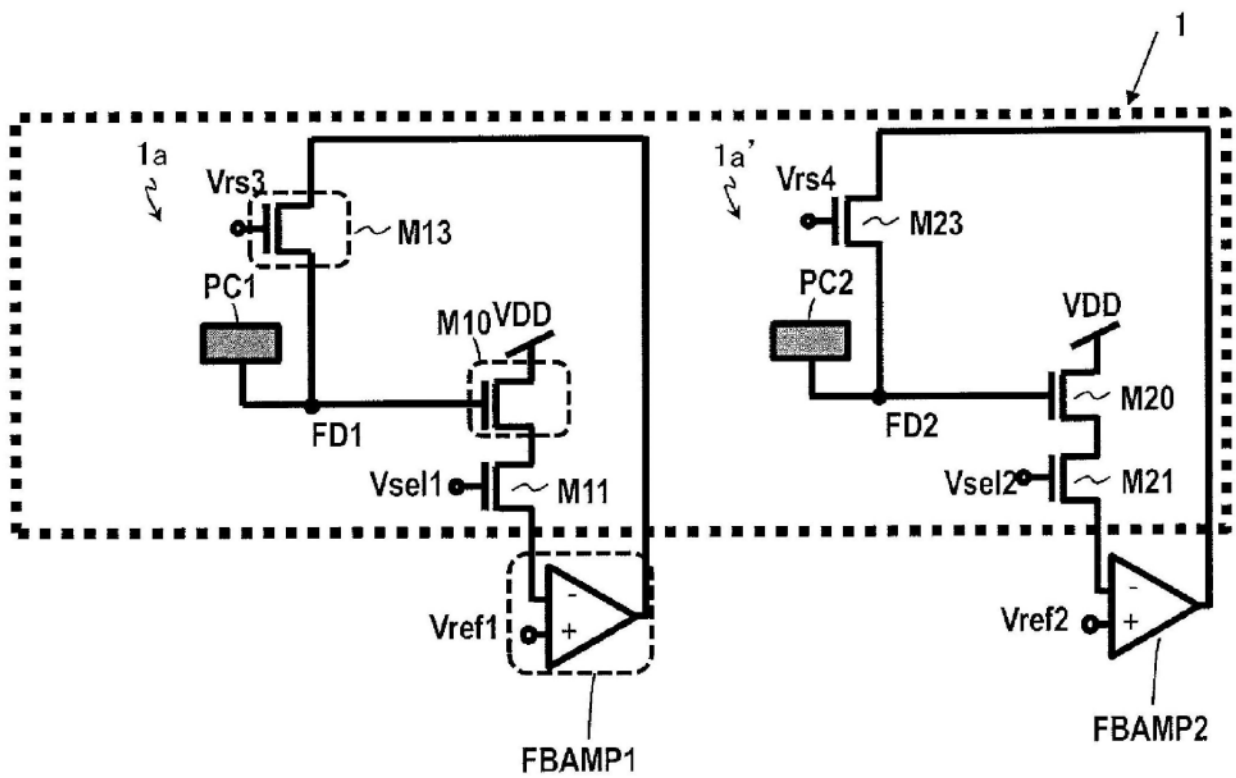 1
1a
Vrs3
M13
PC1
M10
VDD
FD1
Vsel1
M11
Vref1
-
+
FBAMP1
1a'
Vrs4
M23
PC2
VDD
FD2
M20
Vsel2
M21
Vref2
-
+
FBAMP2